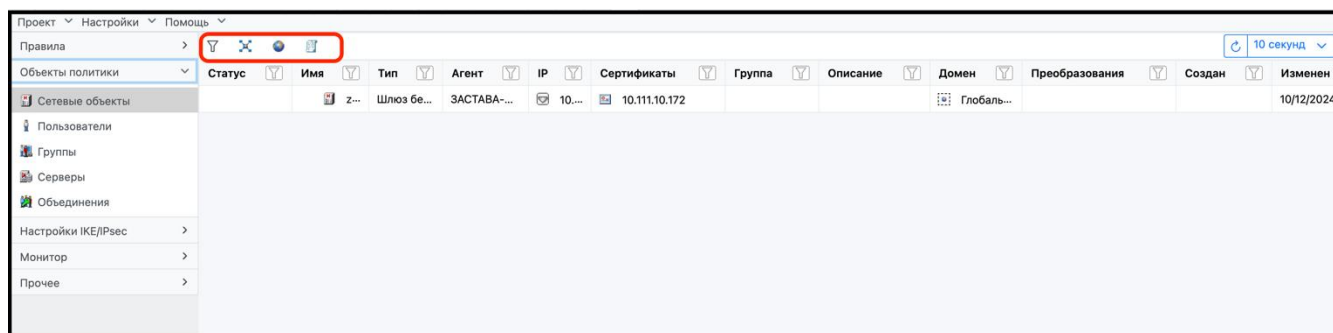 Проект Настройки Помощь
Правила
10 секунд
Объекты политики
Статус Имя Тип Агент IP Сертификаты Группа Описание Домен Преобразования Создан Изменен
Сетевые объекты
z... Шлюз бе... ЗАСТАВА-... 10.... 10.111.10.172 Глобаль... 10/12/2024
Пользователи
Группы
Серверы
Объединения
Настройки IKE/IPsec
Монитор
Прочее